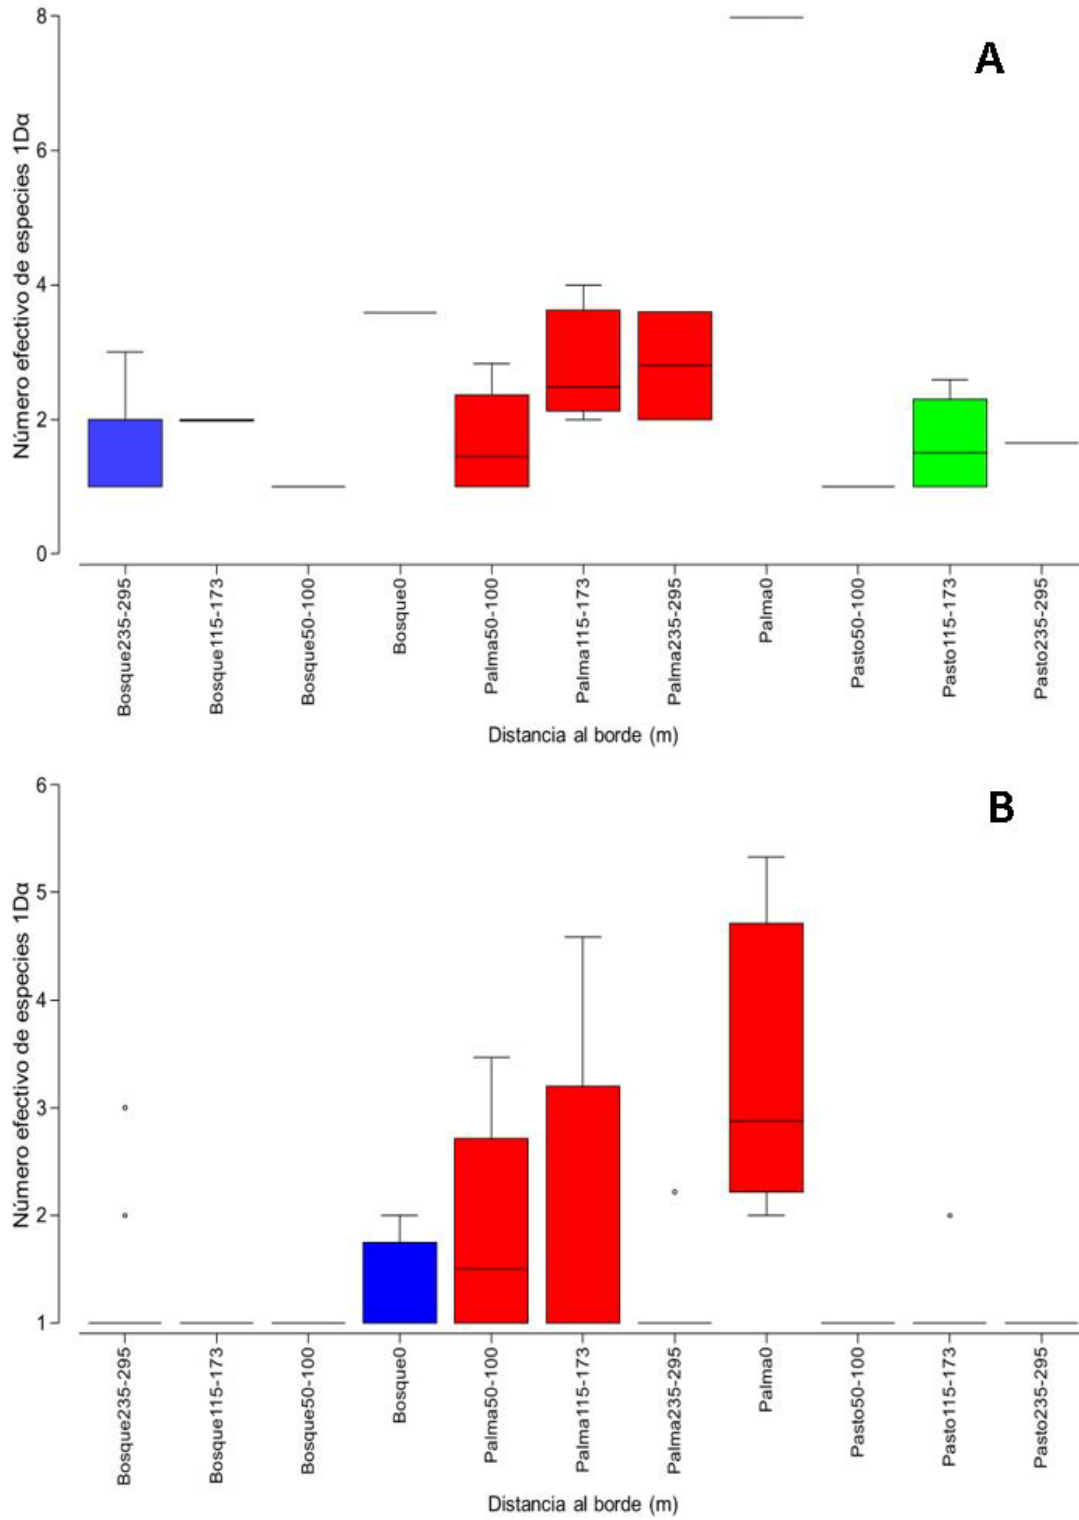 A
Número efectivo de especies 1Dα
8
6
4
2
0
Bosque235-295
Bosque115-173
Bosque50-100
Bosque0
Palma50-100
Palma115-173
Palma235-295
Palma0
Pasto50-100
Pasto115-173
Pasto235-295
Distancia al borde (m)
B
Número efectivo de especies 1Dα
6
5
4
3
2
1
Bosque235-295
Bosque115-173
Bosque50-100
Bosque0
Palma50-100
Palma115-173
Palma235-295
Palma0
Pasto50-100
Pasto115-173
Pasto235-295
Distancia al borde (m)